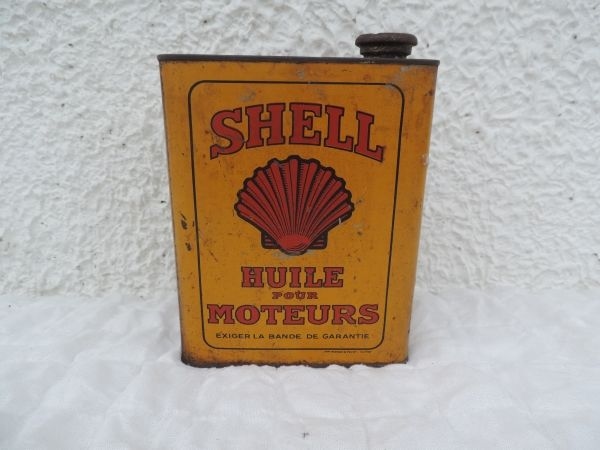 SHELL
HUILE
POUR
MOTEURS
EXIGER LA BANDE DE GARANTIE